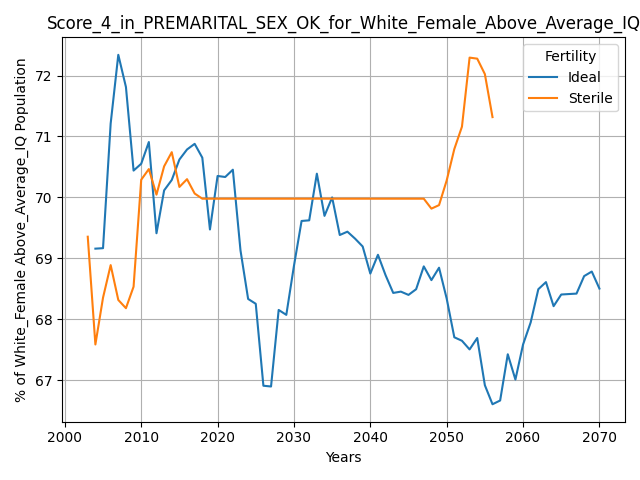 Score_4_in_PREMARITAL_SEX_OK_for_White_Female_Above_Average_IQ
% of White_Female Above_Average_IQ Population
72
71
70
69
68
67
Fertility
Ideal
Sterile
2000 2010 2020 2030 2040 2050 2060 2070
Years